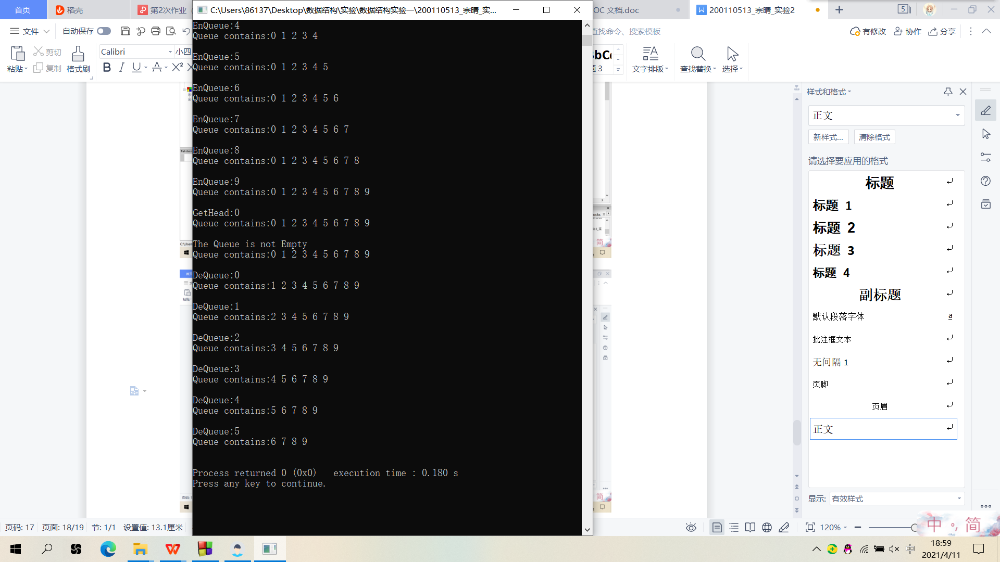 首页
稻壳
第2次作业
C:\Users\86137\Desktop\数据结构\实验\数据结构实验一\200110513_宗晴_实...
OC 文档.doc
200110513_宗晴_实验2
5
文件
自动保存
查找命令、搜索模板
有修改
协作
分享
粘贴
剪切
复制
格式刷
Calibri
小四
B I U A X²
bCc
题 3
文字排版
查找替换
选择
EnQueue:4
Queue contains:0 1 2 3 4
EnQueue:5
Queue contains:0 1 2 3 4 5
EnQueue:6
Queue contains:0 1 2 3 4 5 6
EnQueue:7
Queue contains:0 1 2 3 4 5 6 7
EnQueue:8
Queue contains:0 1 2 3 4 5 6 7 8
EnQueue:9
Queue contains:0 1 2 3 4 5 6 7 8 9
GetHead:0
Queue contains:0 1 2 3 4 5 6 7 8 9
The Queue is not Empty
Queue contains:0 1 2 3 4 5 6 7 8 9
DeQueue:0
Queue contains:1 2 3 4 5 6 7 8 9
DeQueue:1
Queue contains:2 3 4 5 6 7 8 9
DeQueue:2
Queue contains:3 4 5 6 7 8 9
DeQueue:3
Queue contains:4 5 6 7 8 9
DeQueue:4
Queue contains:5 6 7 8 9
DeQueue:5
Queue contains:6 7 8 9
Process returned 0 (0x0)   execution time : 0.180 s
Press any key to continue.
样式和格式
正文
新样式...
清除格式
请选择要应用的格式
标题
标题 1
标题 2
标题 3
标题 4
副标题
默认段落字体 a
批注框文本
无间隔 1
页脚
页眉
正文
显示: 有效样式
页码: 17
页面: 18/19
节: 1/1
设置值: 13.1厘米
120%
中 °, 简
中
18:59
2021/4/11